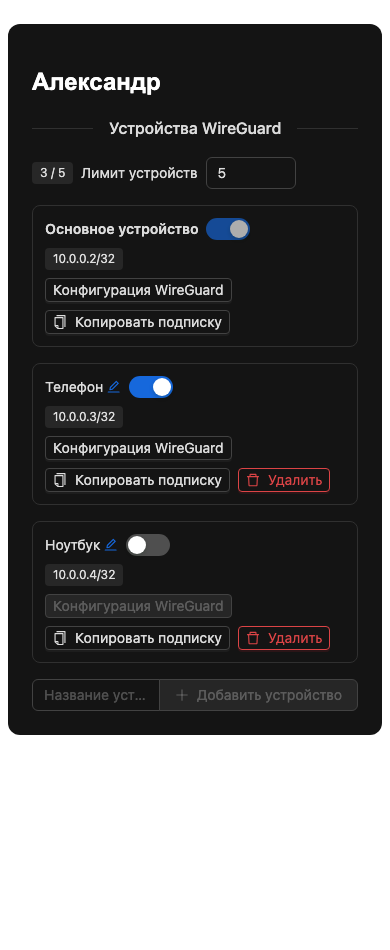 Александр
Устройства WireGuard
3 / 5 Лимит устройств 5
Основное устройство
10.0.0.2/32
Конфигурация WireGuard
Копировать подписку
Телефон
10.0.0.3/32
Конфигурация WireGuard
Копировать подписку Удалить
Ноутбук
10.0.0.4/32
Конфигурация WireGuard
Копировать подписку Удалить
Название уст... Добавить устройство